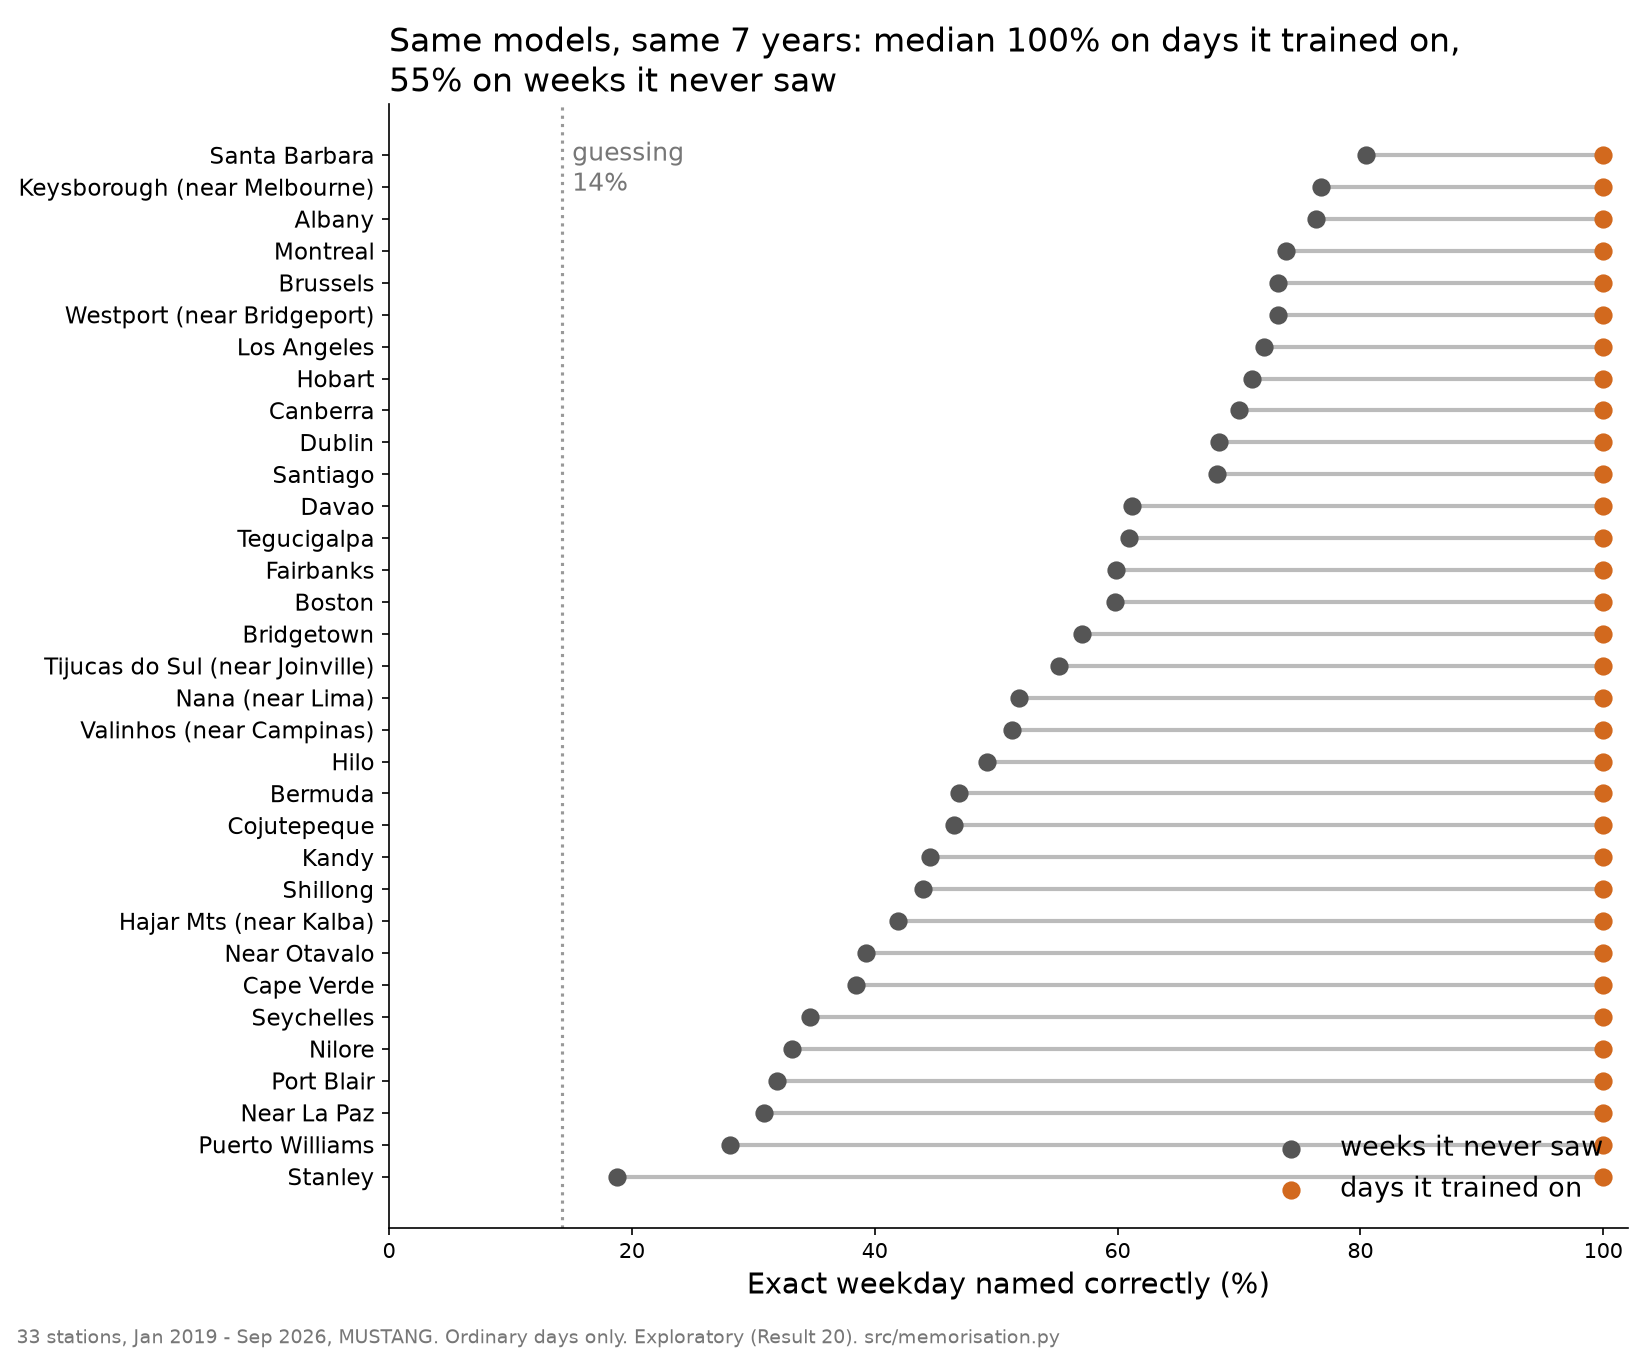 Same models, same 7 years: median 100% on days it trained on,
55% on weeks it never saw
guessing
14%
Santa Barbara
Keysborough (near Melbourne)
Albany
Montreal
Brussels
Westport (near Bridgeport)
Los Angeles
Hobart
Canberra
Dublin
Santiago
Davao
Tegucigalpa
Fairbanks
Boston
Bridgetown
Tijucas do Sul (near Joinville)
Nana (near Lima)
Valinhos (near Campinas)
Hilo
Bermuda
Cojutepeque
Kandy
Shillong
Hajar Mts (near Kalba)
Near Otavalo
Cape Verde
Seychelles
Nilore
Port Blair
Near La Paz
Puerto Williams
Stanley
weeks it never saw
days it trained on
0 20 40 60 80 100
Exact weekday named correctly (%)
33 stations, Jan 2019 - Sep 2026, MUSTANG. Ordinary days only. Exploratory (Result 20). src/memorisation.py